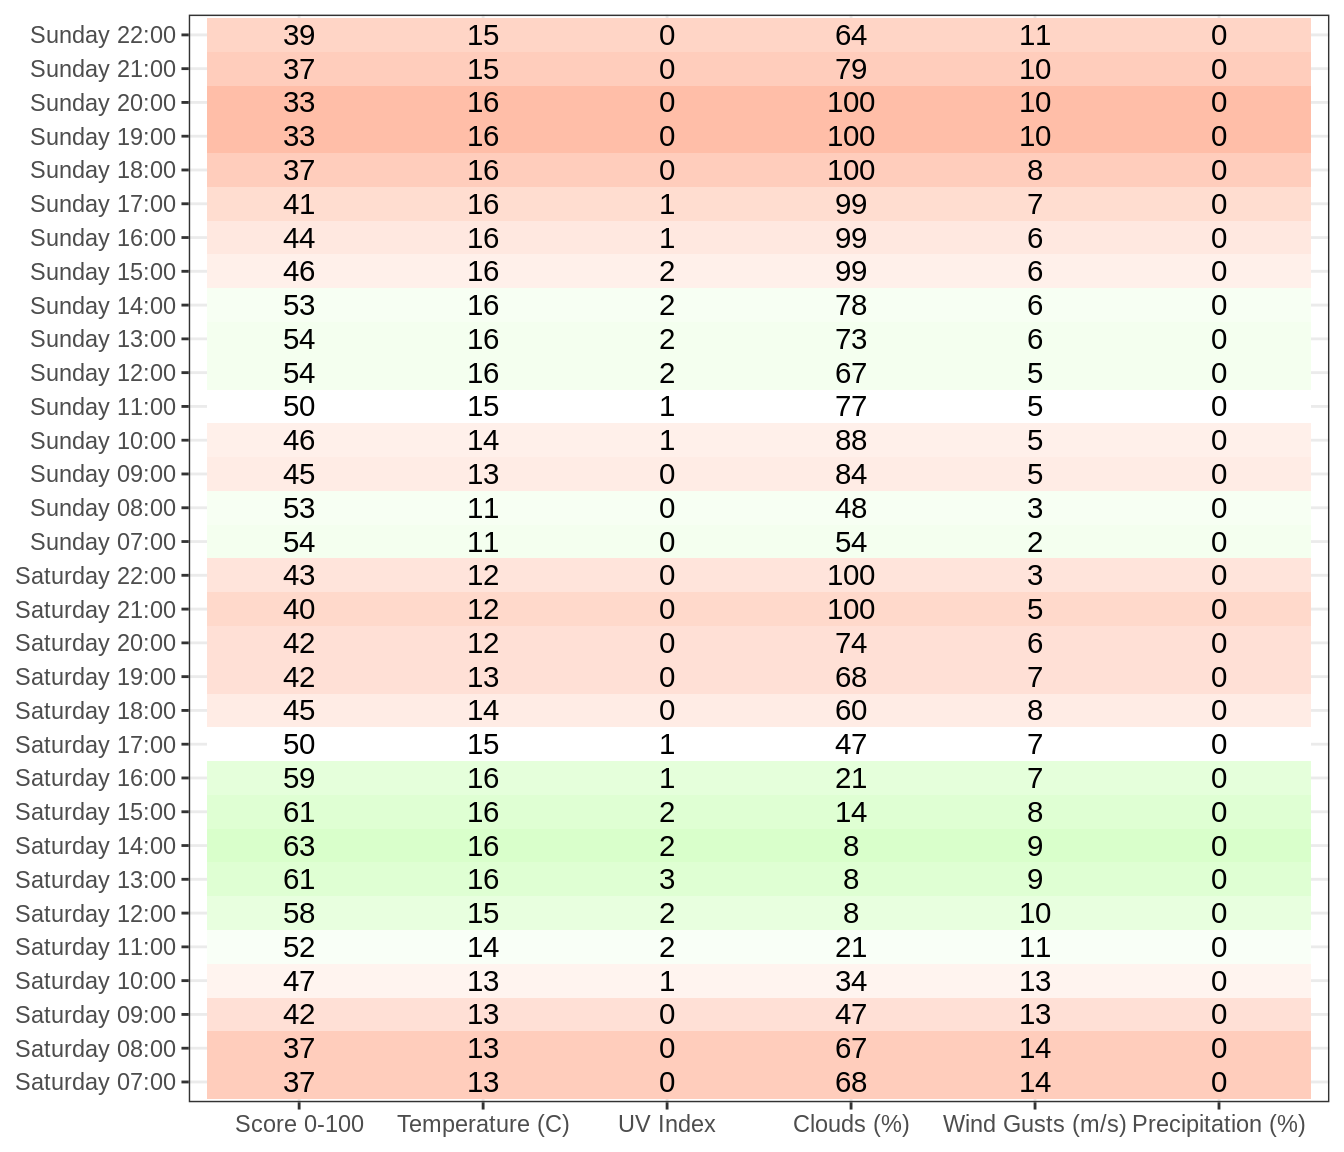 Sunday 22:00 39 15 0 64 11 0
Sunday 21:00 37 15 0 79 10 0
Sunday 20:00 33 16 0 100 10 0
Sunday 19:00 33 16 0 100 10 0
Sunday 18:00 37 16 0 100 8 0
Sunday 17:00 41 16 1 99 7 0
Sunday 16:00 44 16 1 99 6 0
Sunday 15:00 46 16 2 99 6 0
Sunday 14:00 53 16 2 78 6 0
Sunday 13:00 54 16 2 73 6 0
Sunday 12:00 54 16 2 67 5 0
Sunday 11:00 50 15 1 77 5 0
Sunday 10:00 46 14 1 88 5 0
Sunday 09:00 45 13 0 84 5 0
Sunday 08:00 53 11 0 48 3 0
Sunday 07:00 54 11 0 54 2 0
Saturday 22:00 43 12 0 100 3 0
Saturday 21:00 40 12 0 100 5 0
Saturday 20:00 42 12 0 74 6 0
Saturday 19:00 42 13 0 68 7 0
Saturday 18:00 45 14 0 60 8 0
Saturday 17:00 50 15 1 47 7 0
Saturday 16:00 59 16 1 21 7 0
Saturday 15:00 61 16 2 14 8 0
Saturday 14:00 63 16 2 8 9 0
Saturday 13:00 61 16 3 8 9 0
Saturday 12:00 58 15 2 8 10 0
Saturday 11:00 52 14 2 21 11 0
Saturday 10:00 47 13 1 34 13 0
Saturday 09:00 42 13 0 47 13 0
Saturday 08:00 37 13 0 67 14 0
Saturday 07:00 37 13 0 68 14 0
Score 0-100 Temperature (C) UV Index Clouds (%) Wind Gusts (m/s) Precipitation (%)